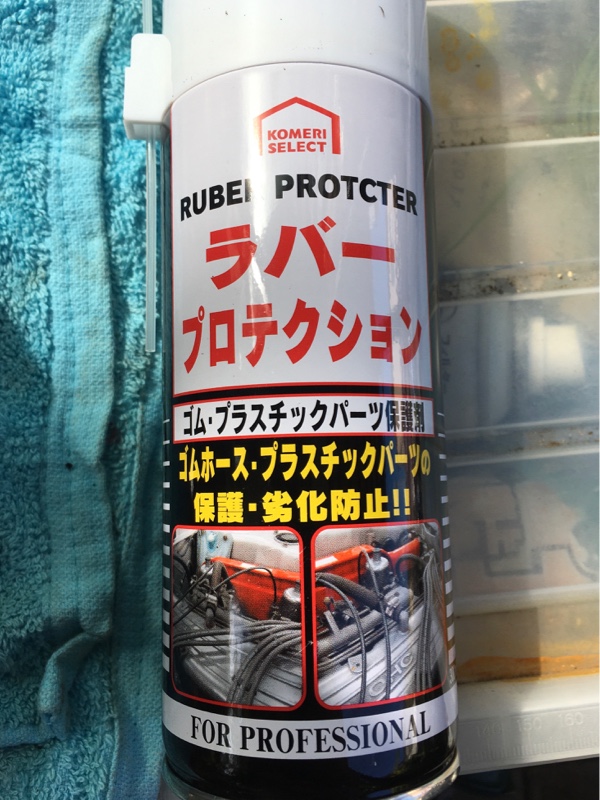 KOMERI
SELECT
RUBER PROTCTER
ラバー
プロテクション
ゴム・プラスチックパーツ保護剤
ゴムホース・プラスチックパーツの
保護・劣化防止!!
FOR PROFESSIONAL